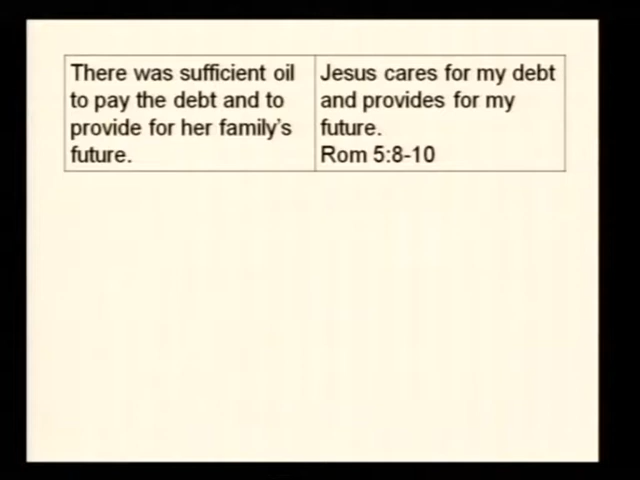 There was sufficient oil
to pay the debt and to
provide for her family's
future.
Jesus cares for my debt
and provides for my
future.
Rom 5:8-10